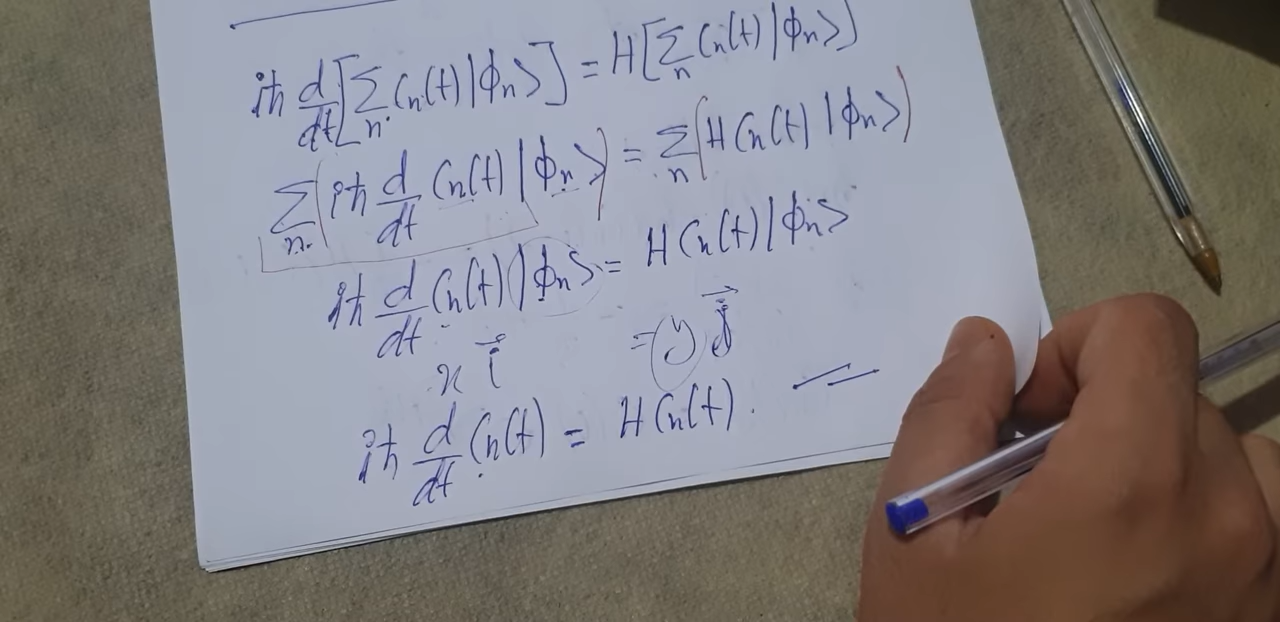 iħ d/dt [Σ_n C_n(t) |ϕ_n>] = H[Σ_n C_n(t) |ϕ_n>]
Σ_n (iħ d/dt C_n(t) |ϕ_n>) = Σ_n (H C_n(t) |ϕ_n>)
iħ d/dt C_n(t) |ϕ_n> = H C_n(t) |ϕ_n>
x i⃗ = y j⃗
iħ d/dt C_n(t) = H C_n(t).